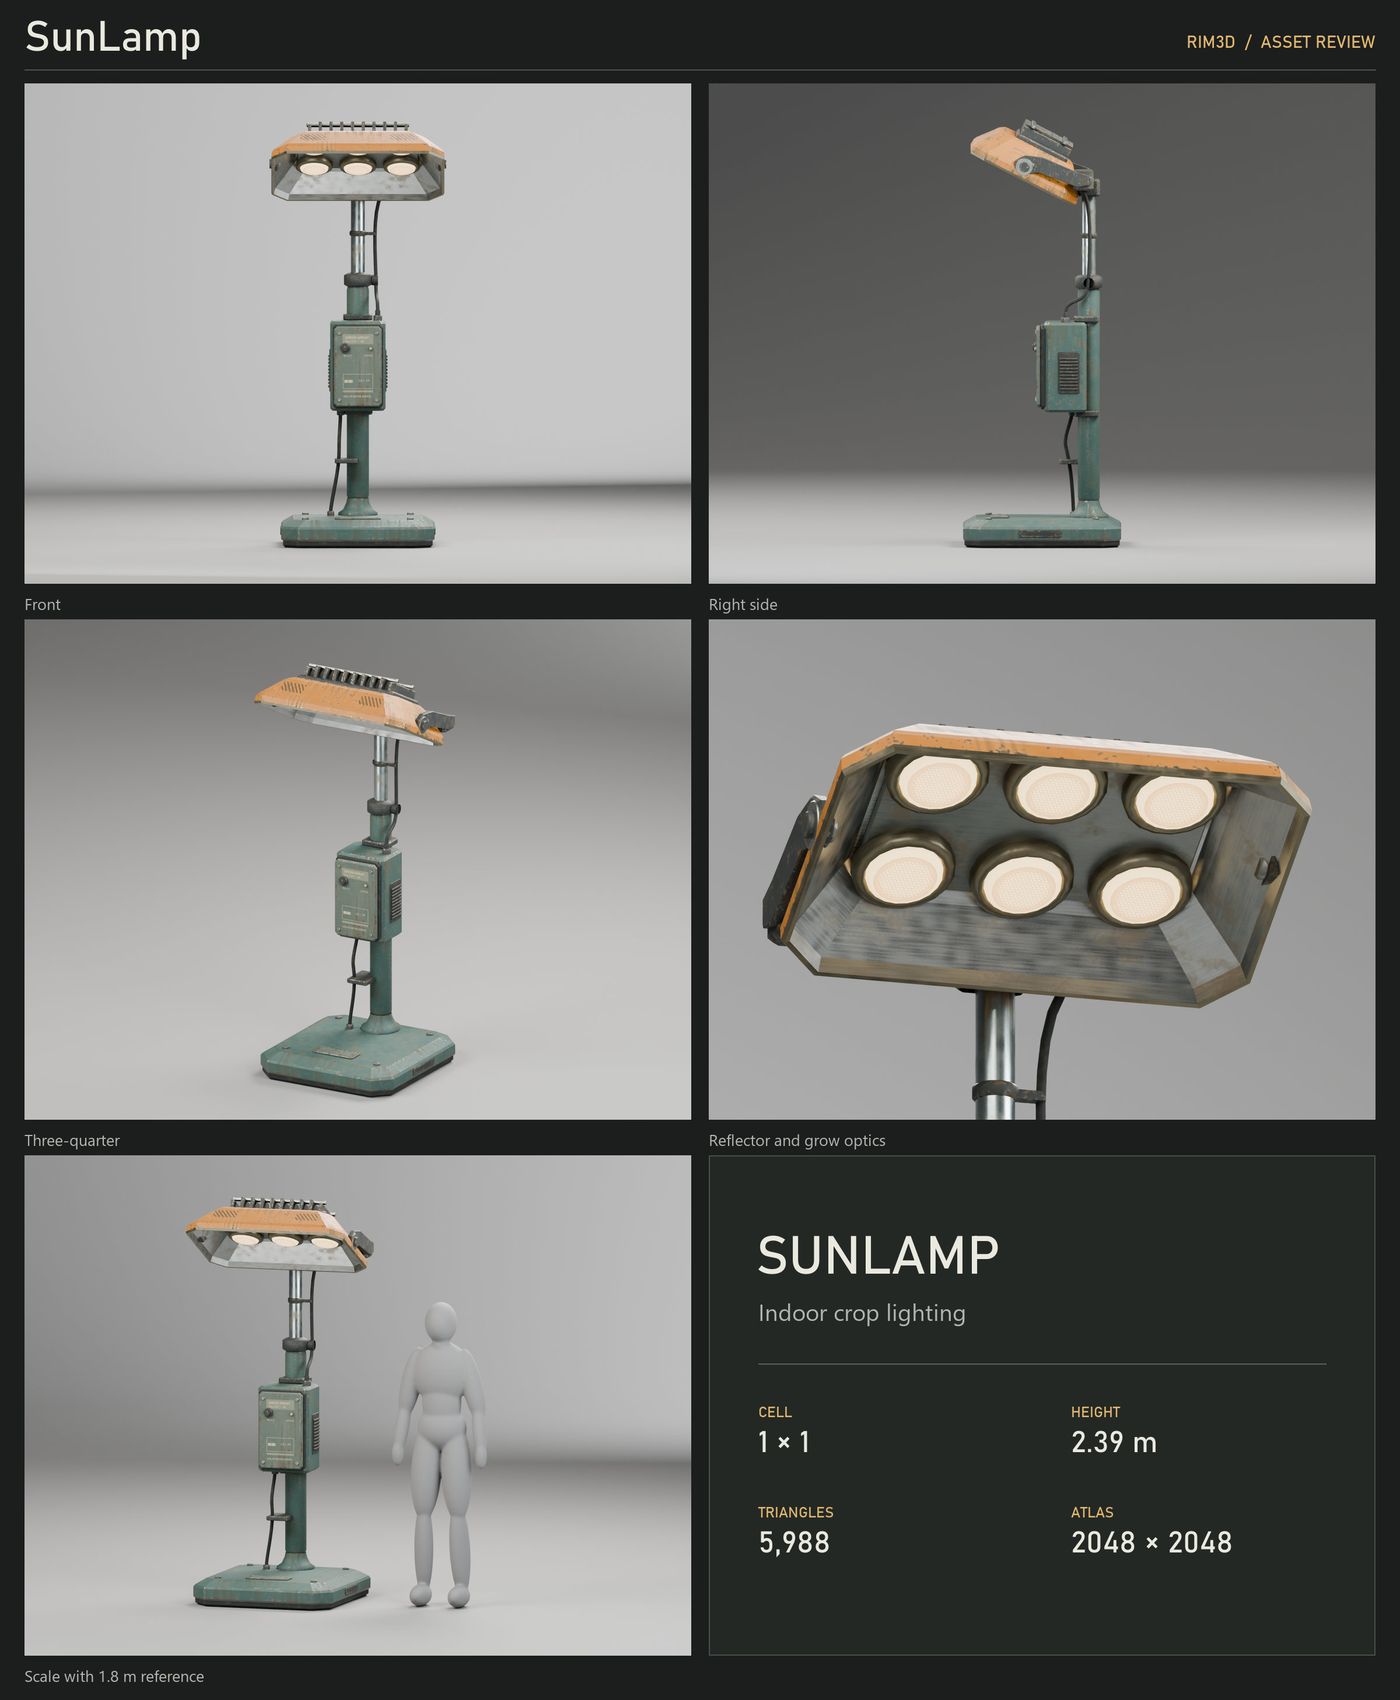 SunLamp
RIM3D / ASSET REVIEW
Front
Right side
Three-quarter
Reflector and grow optics
SUNLAMP
Indoor crop lighting
CELL
1 × 1
HEIGHT
2.39 m
TRIANGLES
5,988
ATLAS
2048 × 2048
Scale with 1.8 m reference